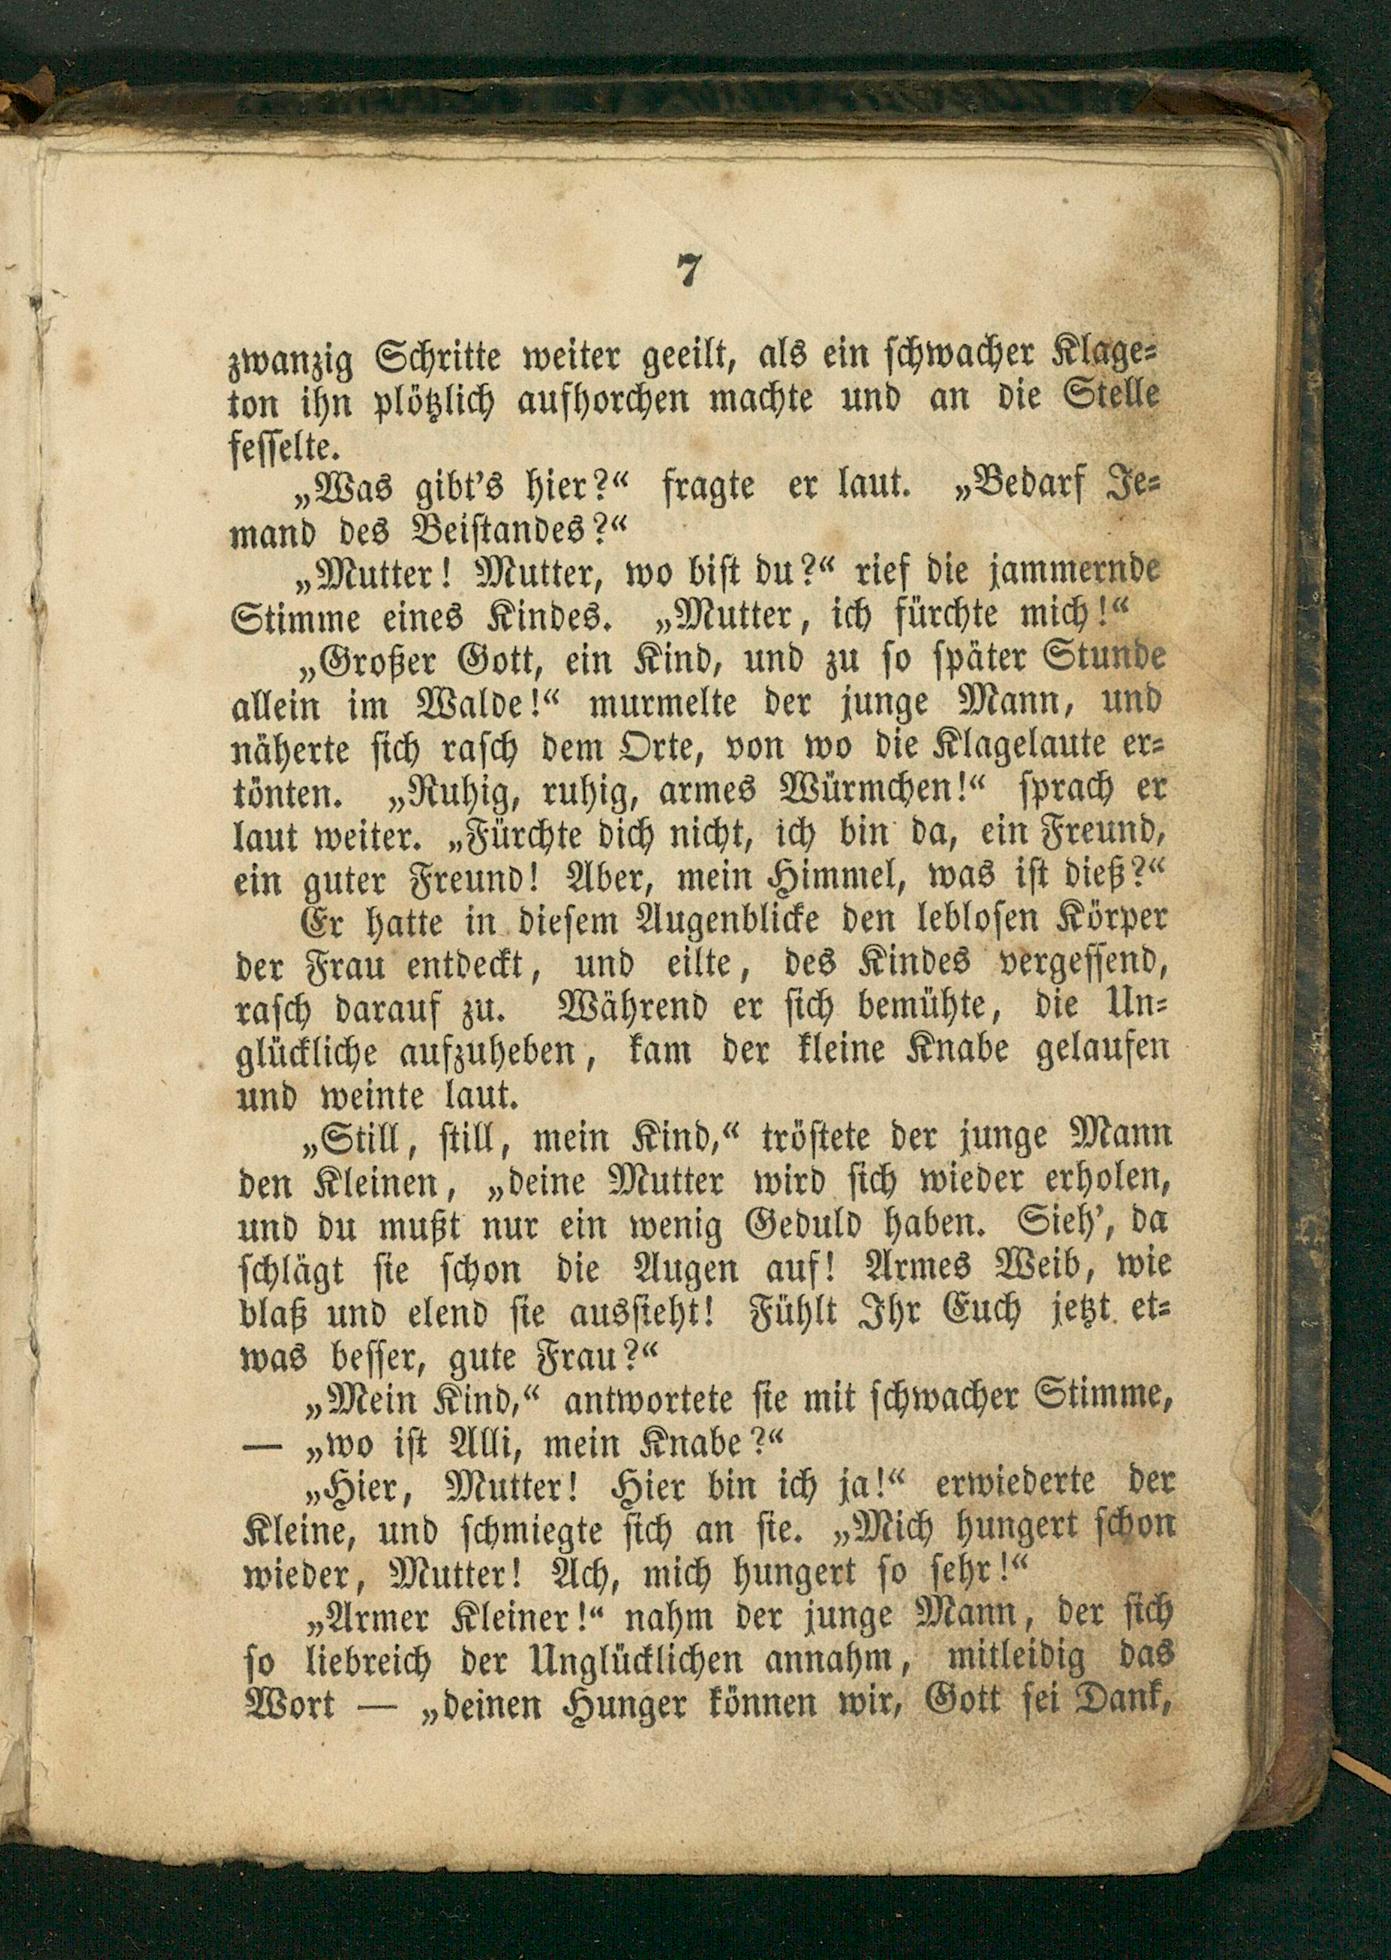 7
zwanzig Schritte weiter geeilt, als ein schwacher Klage-
ton ihn plötzlich aufhorchen machte und an die Stelle
fesselte.
„Was gibt's hier?“ fragte er laut. „Bedarf Je-
mand des Beistandes?“
„Mutter! Mutter, wo bist du?“ rief die jammernde
Stimme eines Kindes. „Mutter, ich fürchte mich!“
„Großer Gott, ein Kind, und zu so später Stunde
allein im Walde!“ murmelte der junge Mann, und
näherte sich rasch dem Orte, von wo die Klagelaute er-
tönten. „Ruhig, ruhig, armes Würmchen!“ sprach er
laut weiter. „Fürchte dich nicht, ich bin da, ein Freund,
ein guter Freund! Aber, mein Himmel, was ist dieß?“
Er hatte in diesem Augenblicke den leblosen Körper
der Frau entdeckt, und eilte, des Kindes vergessend,
rasch darauf zu. Während er sich bemühte, die Un-
glückliche aufzuheben, kam der kleine Knabe gelaufen
und weinte laut.
„Still, still, mein Kind,“ tröstete der junge Mann
den Kleinen, „deine Mutter wird sich wieder erholen,
und du mußt nur ein wenig Geduld haben. Sieh', da
schlägt sie schon die Augen auf! Armes Weib, wie
blaß und elend sie aussieht! Fühlt Ihr Euch jetzt et-
was besser, gute Frau?“
„Mein Kind,“ antwortete sie mit schwacher Stimme,
— „wo ist Alli, mein Knabe?“
„Hier, Mutter! Hier bin ich ja!“ erwiederte der
Kleine, und schmiegte sich an sie. „Mich hungert schon
wieder, Mutter! Ach, mich hungert so sehr!“
„Armer Kleiner!“ nahm der junge Mann, der sich
so liebreich der Unglücklichen annahm, mitleidig das
Wort — „deinen Hunger können wir, Gott sei Dank,